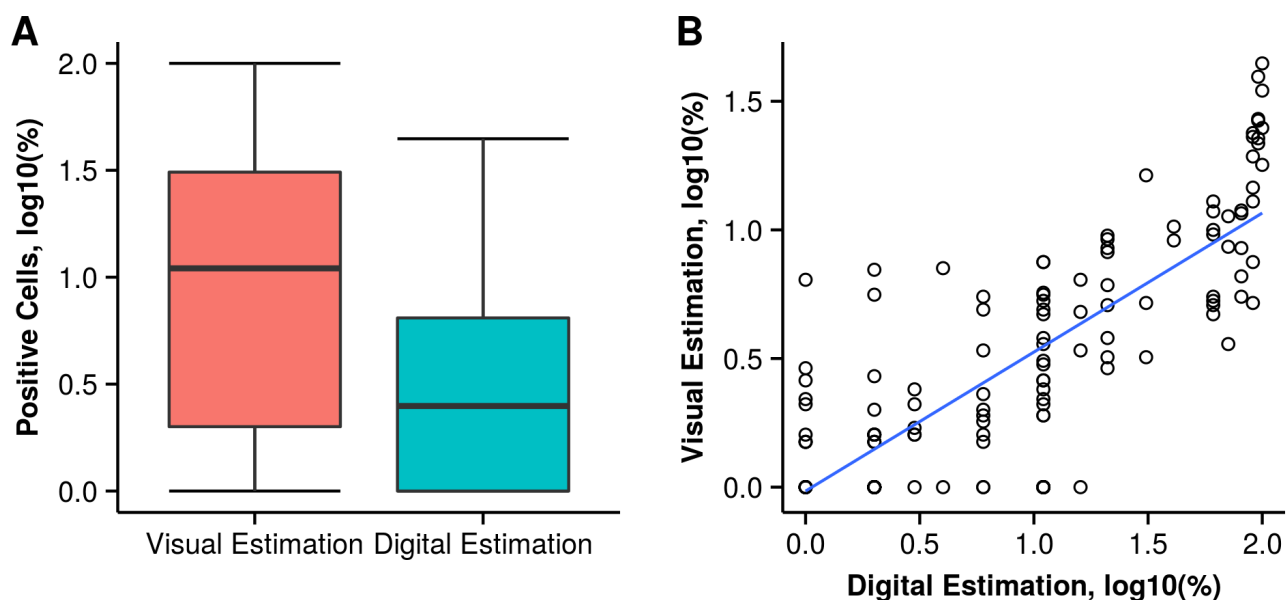 A
Positive Cells, log10(%)
2.0
1.5
1.0
0.5
0.0
Visual Estimation Digital Estimation
B
Visual Estimation, log10(%)
1.5
1.0
0.5
0.0
0.0 0.5 1.0 1.5 2.0
Digital Estimation, log10(%)